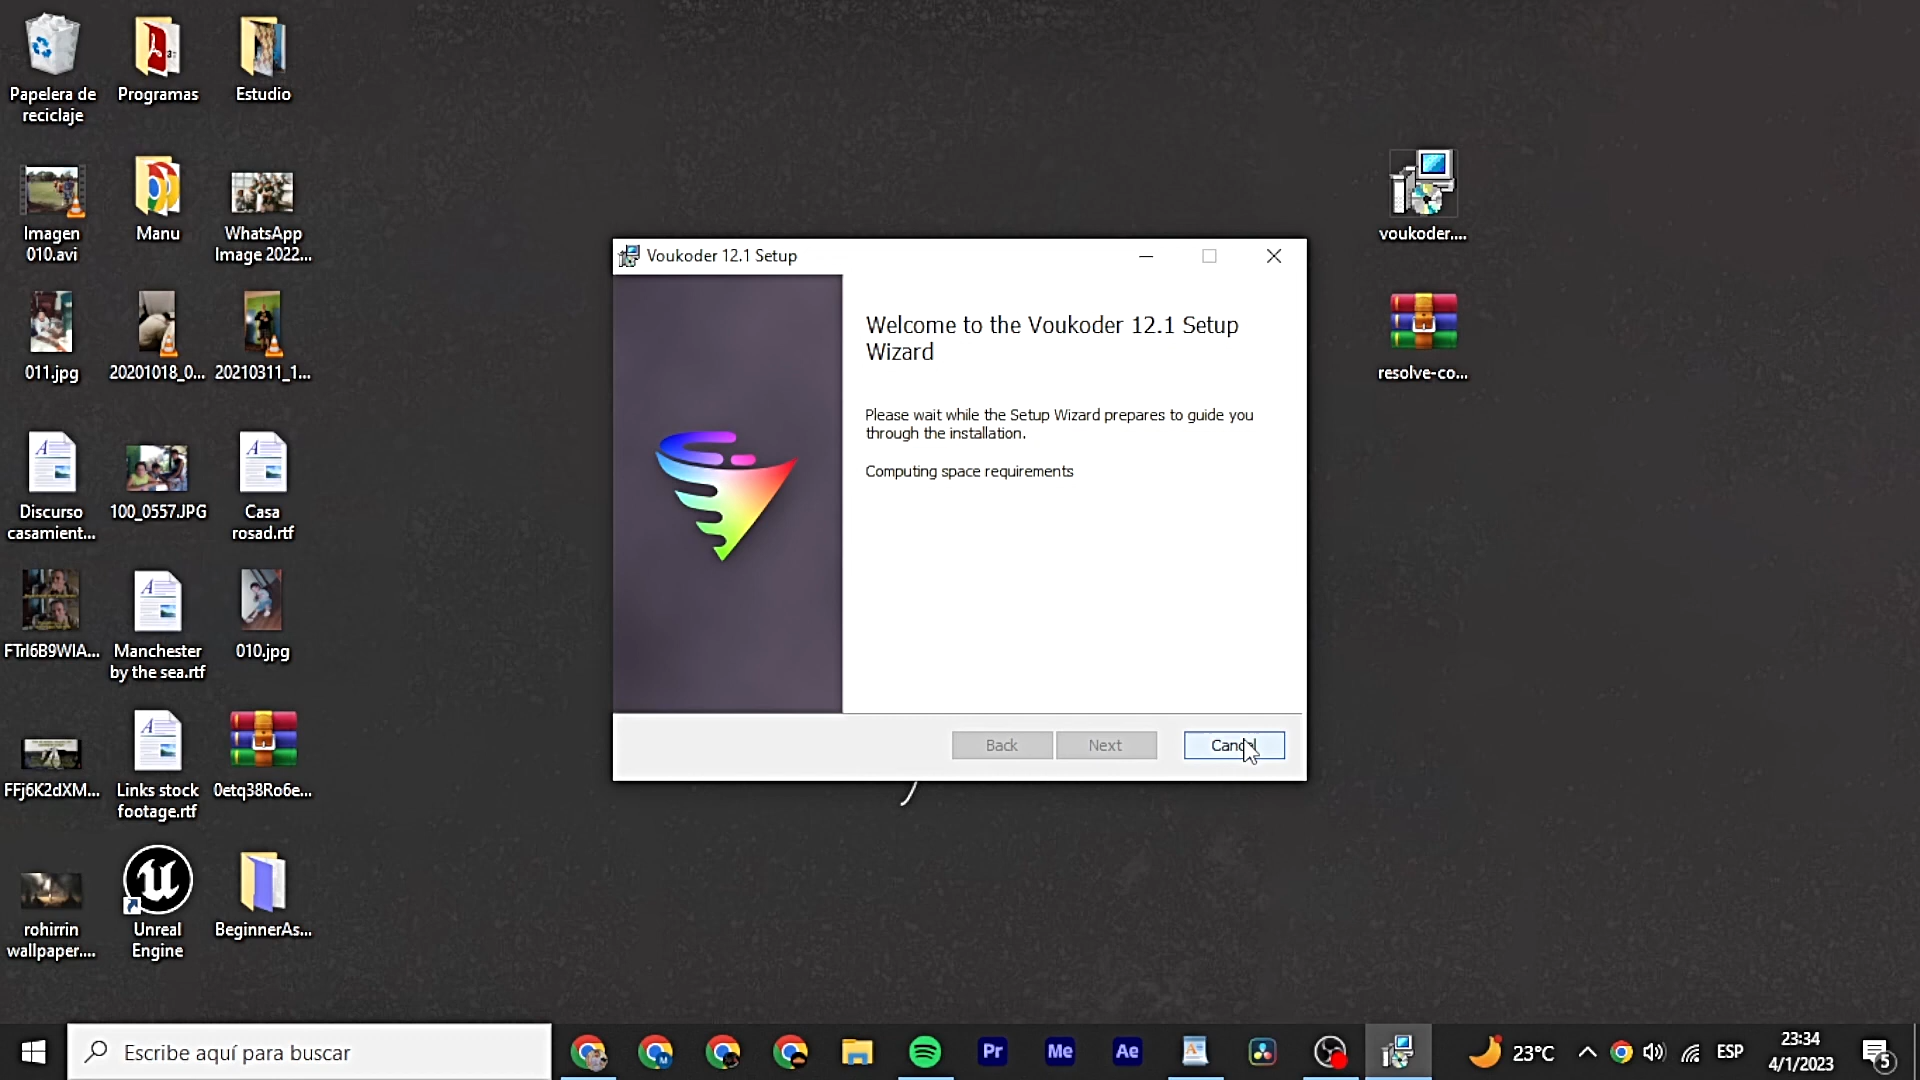 Papelera de
reciclaje
Programas
Estudio
Imagen
010.avi
Manu
WhatsApp
Image 2022...
011.jpg
20201018_0...
20210311_1...
Discurso
casamient...
100_0557.JPG
Casa
rosad.rtf
FTrI6B9WIA...
Manchester
by the sea.rtf
010.jpg
FFj6K2dXM...
Links stock
footage.rtf
0etq38Ro6e...
rohirrin
wallpaper....
Unreal
Engine
BeginnerAs...
voukoder....
resolve-co...
Voukoder 12.1 Setup
Welcome to the Voukoder 12.1 Setup
Wizard
Please wait while the Setup Wizard prepares to guide you
through the installation.
Computing space requirements
Back
Next
Cancel
Escribe aquí para buscar
Pr
Me
Ae
23°C
ESP
23:34
4/1/2023
5